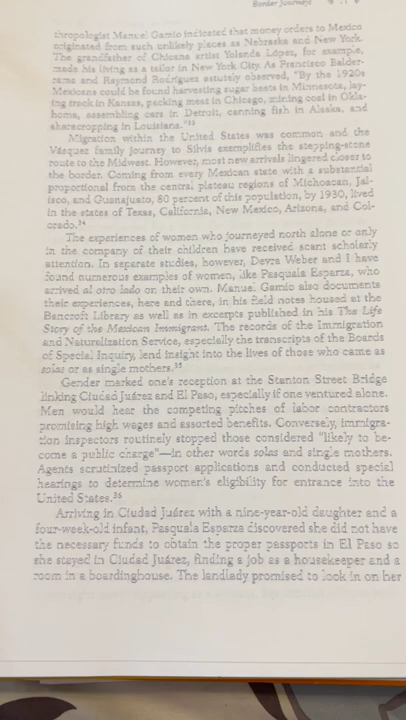 Border Journeys
thropologist Manuel Gamio indicated that money orders to Mexico
originated from such unlikely places as Nebraska and New York.
The grandfather of Chicana artist Yolanda López, for example,
made his living as a tailor in New York City. As Francisco Balder-
rama and Raymond Rodríguez astutely observed, "By the 1920s
Mexicans could be found harvesting sugar beets in Minnesota, lay-
ing track in Kansas, packing meat in Chicago, mining coal in Okla-
homa, assembling cars in Detroit, canning fish in Alaska, and
sharecropping in Louisiana."
Migration within the United States was common and the
Vásquez family journey to Silvis exemplifies the stepping-stone
route to the Midwest. However, most new arrivals lingered closer to
the border. Coming from every Mexican state with a substantial
proportional from the central plateau regions of Michoacan, Jal-
isco, and Guanajuato, 80 percent of this population, by 1930, lived
in the states of Texas, California, New Mexico, Arizona, and Col-
orado.34
The experiences of women who journeyed north alone or only
in the company of their children have received scant scholarly
attention. In separate studies, however, Devra Weber and I have
found numerous examples of women, like Pasquala Esparza, who
arrived al otro lado on their own. Manuel Gamio also documents
their experiences, here and there, in his field notes housed at the
Bancroft Library as well as in excerpts published in his The Life
Story of the Mexican Immigrant. The records of the Immigration
and Naturalization Service, especially the transcripts of the Boards
of Special Inquiry, lend insight into the lives of those who came as
solas or as single mothers.35
Gender marked one's reception at the Stanton Street Bridge
linking Ciudad Juárez and El Paso, especially if one ventured alone.
Men would hear the competing pitches of labor contractors
promising high wages and assorted benefits. Conversely, immigra-
tion inspectors routinely stopped those considered "likely to be-
come a public charge"—in other words solas and single mothers.
Agents scrutinized passport applications and conducted special
hearings to determine women's eligibility for entrance into the
United States.36
Arriving in Ciudad Juárez with a nine-year-old daughter and a
four-week-old infant, Pasquala Esparza discovered she did not have
the necessary funds to obtain the proper passports in El Paso so
she stayed in Ciudad Juárez, finding a job as a housekeeper and a
room in a boardinghouse. The landlady promised to look in on her